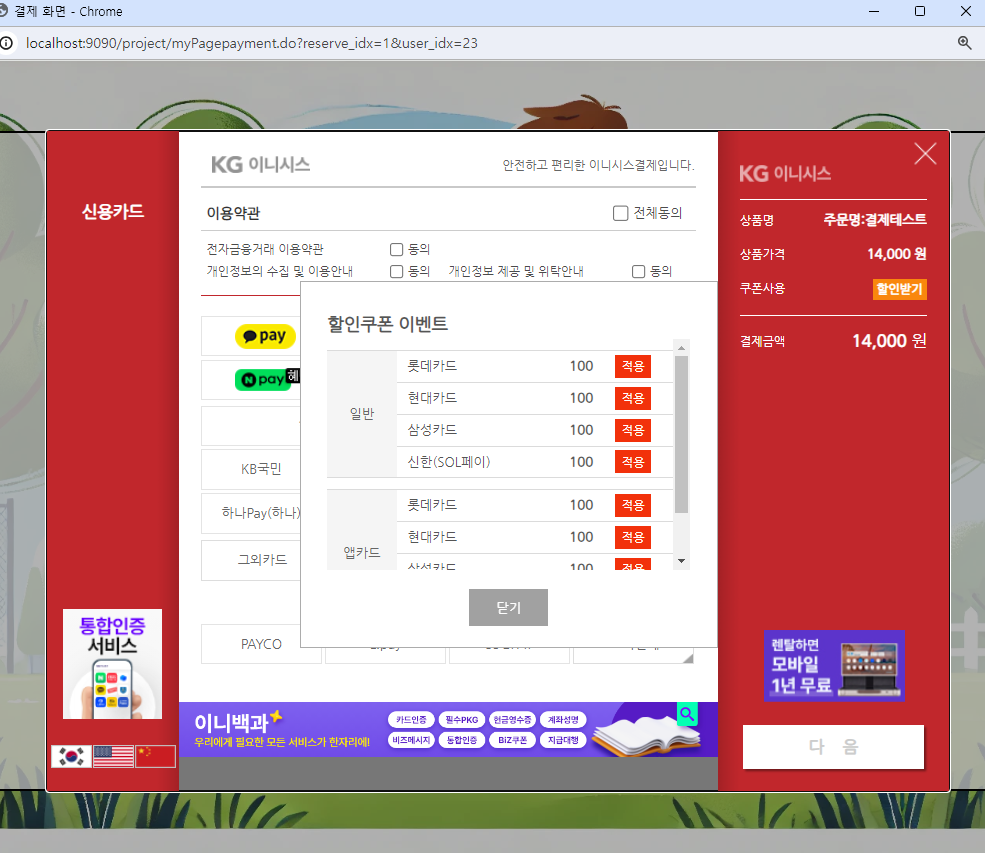 결제 화면 - Chrome
localhost:9090/project/myPagepayment.do?reserve_idx=1&user_idx=23
신용카드
통합인증
서비스
KG 이니시스
안전하고 편리한 이니시스결제입니다.
이용약관
전체동의
전자금융거래 이용약관 동의
개인정보의 수집 및 이용안내 동의 개인정보 제공 및 위탁안내 동의
pay
N pay
KB국민
하나Pay(하나)
그외카드
PAYCO
할인쿠폰 이벤트
일반
롯데카드 100 적용
현대카드 100 적용
삼성카드 100 적용
신한(SOL페이) 100 적용
앱카드
롯데카드 100 적용
현대카드 100 적용
삼성카드 100 적용
닫기
이니백과
우리에게 필요한 모든 서비스가 한자리에!
카드인증 필수PKG 현금영수증 계좌성명
비즈메시지 통합인증 BiZ쿠폰 지급대행
KG 이니시스
상품명 주문명:결제테스트
상품가격 14,000 원
쿠폰사용 할인받기
결제금액 14,000 원
렌탈하면
모바일
1년 무료
다 음